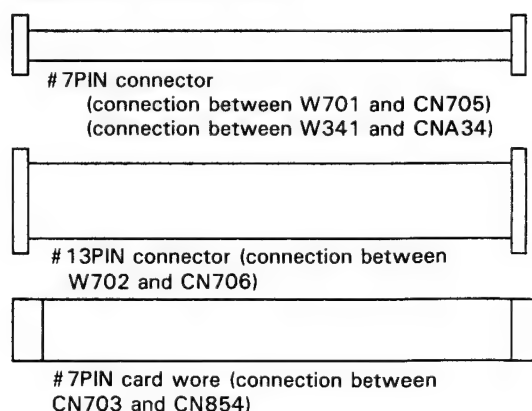 #7PIN connector
(connection between W701 and CN705)
(connection between W341 and CNA34)
#13PIN connector (connection between
W702 and CN706)
#7PIN card wore (connection between
CN703 and CN854)